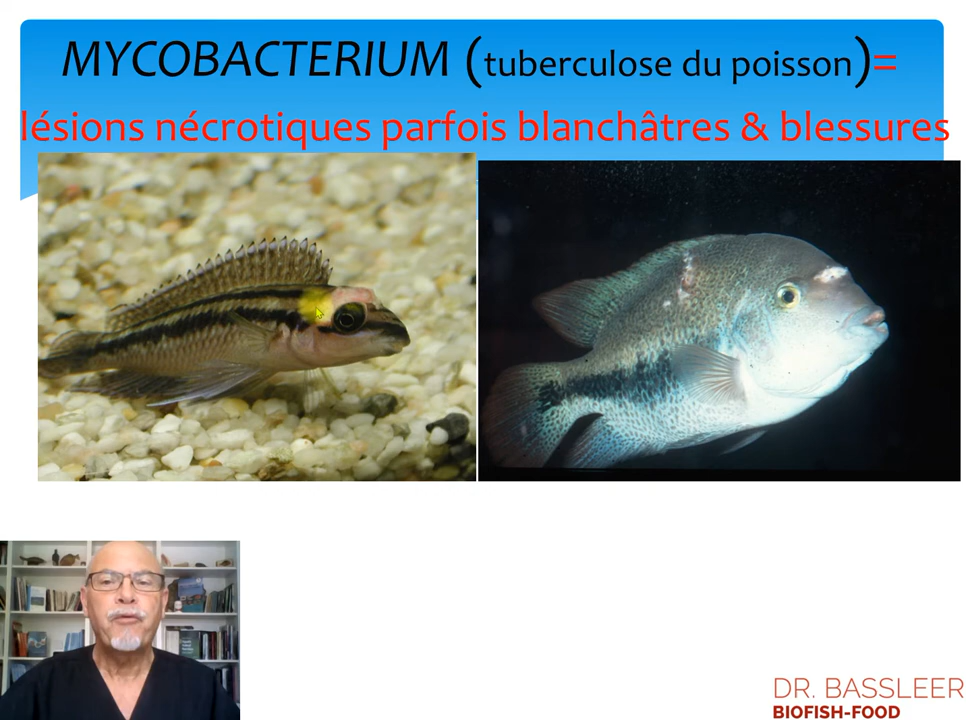 MYCOBACTERIUM (tuberculose du poisson)=
lésions nécrotiques parfois blanchâtres & blessures
DR. BASSLEER
BIOFISH-FOOD